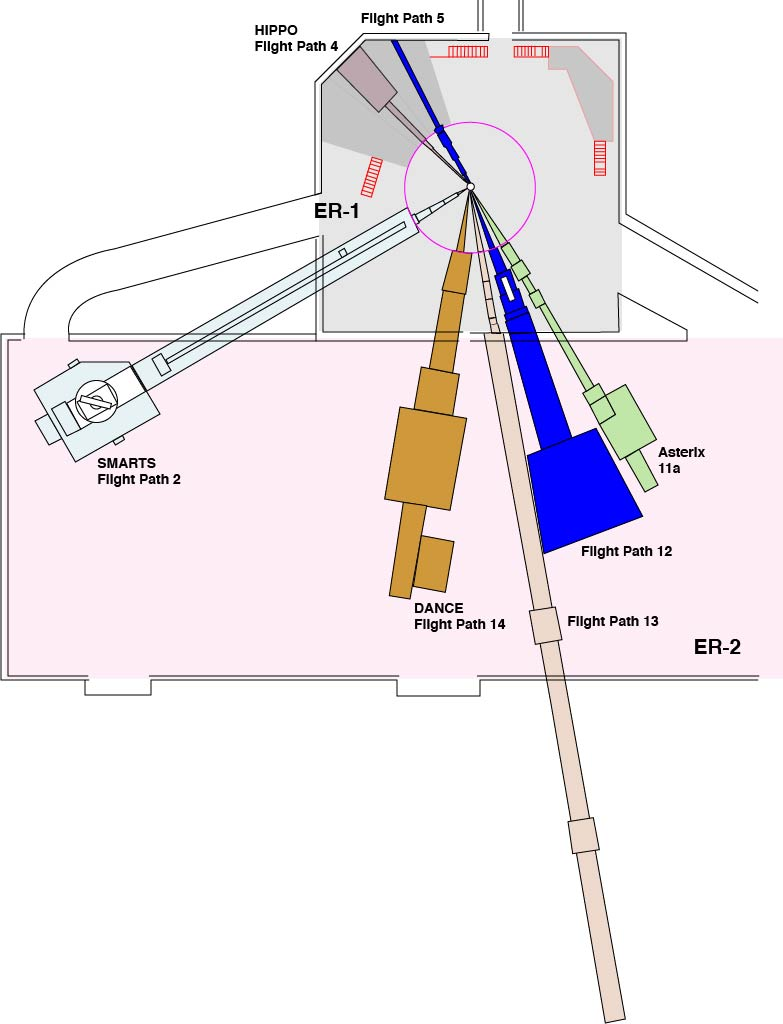 Flight Path 5
HIPPO
Flight Path 4
ER-1
SMARTS
Flight Path 2
Asterix
11a
Flight Path 12
DANCE
Flight Path 14
Flight Path 13
ER-2